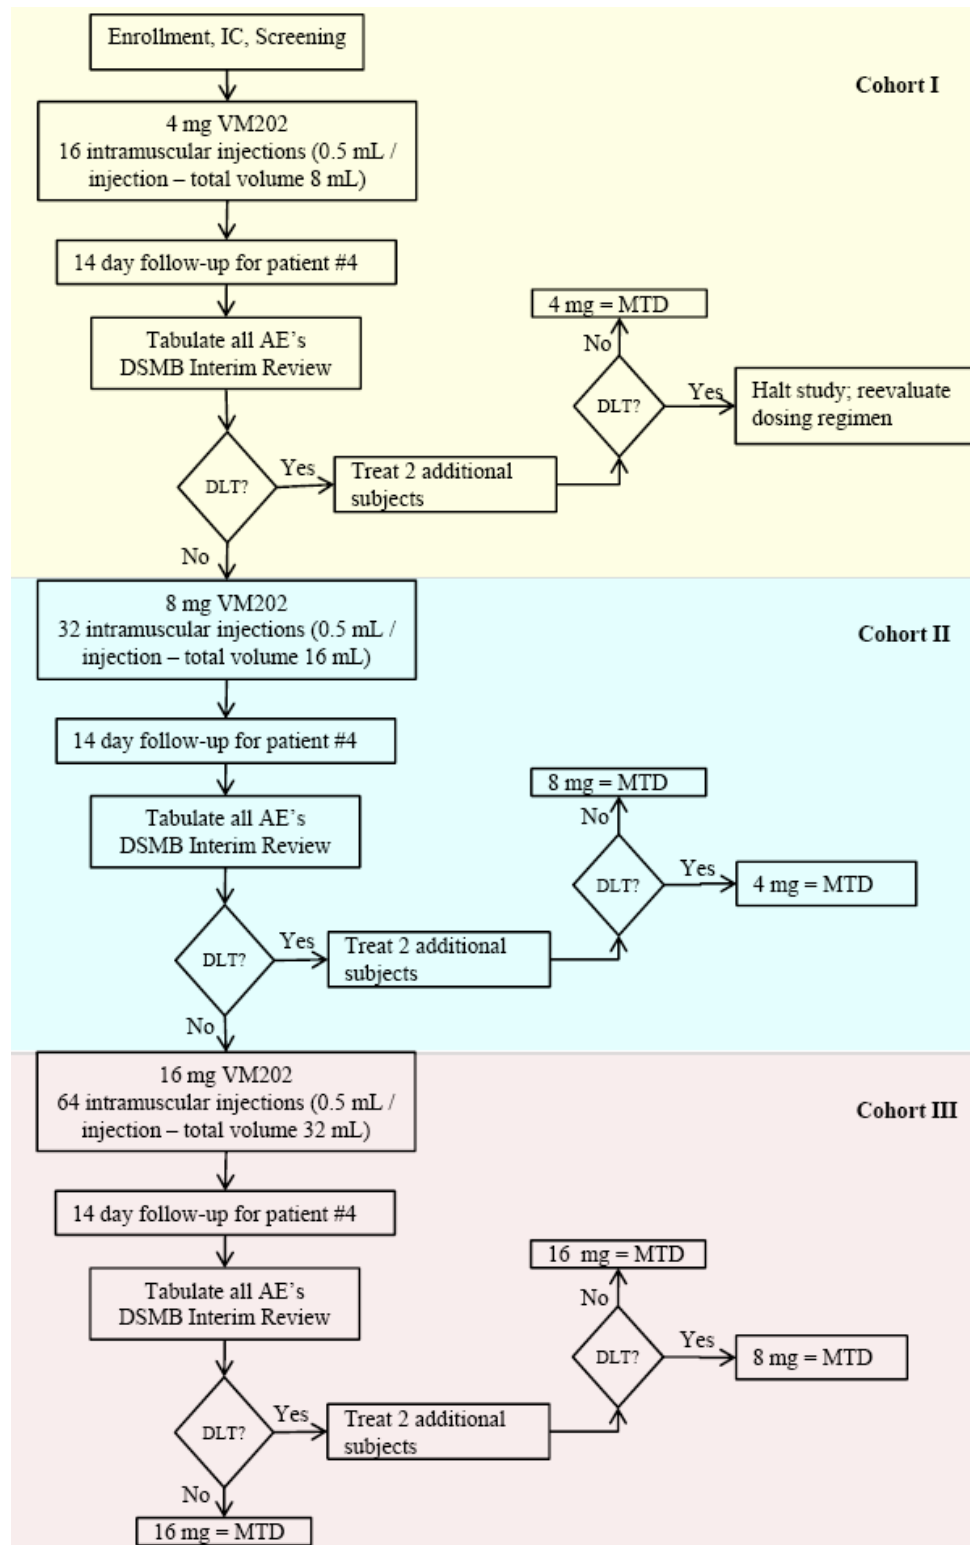 Enrollment, IC, Screening
Cohort I
4 mg VM202
16 intramuscular injections (0.5 mL /
injection – total volume 8 mL)
14 day follow-up for patient #4
Tabulate all AE's
DSMB Interim Review
DLT?
Yes
Treat 2 additional
subjects
DLT?
No
4 mg = MTD
Yes
Halt study; reevaluate
dosing regimen
No
8 mg VM202
32 intramuscular injections (0.5 mL /
injection – total volume 16 mL)
Cohort II
14 day follow-up for patient #4
Tabulate all AE's
DSMB Interim Review
DLT?
Yes
Treat 2 additional
subjects
DLT?
No
8 mg = MTD
Yes
4 mg = MTD
No
16 mg VM202
64 intramuscular injections (0.5 mL /
injection – total volume 32 mL)
Cohort III
14 day follow-up for patient #4
Tabulate all AE's
DSMB Interim Review
DLT?
Yes
Treat 2 additional
subjects
DLT?
No
16 mg = MTD
Yes
8 mg = MTD
No
16 mg = MTD